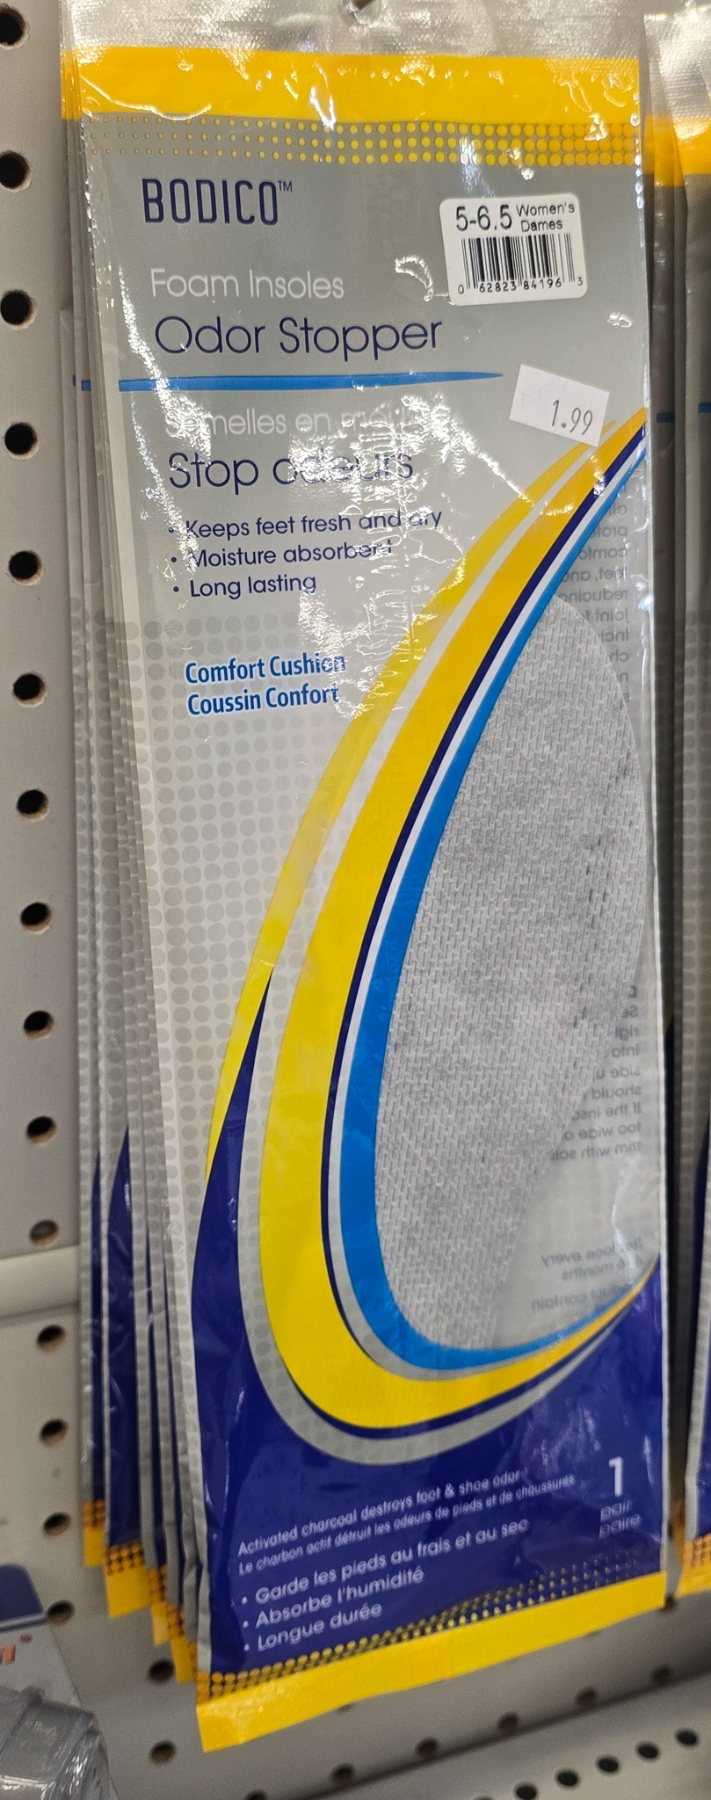 BODICO™
5-6.5 Women's
Dames
0 62823 84196 3
Foam Insoles
Odor Stopper
1.99
Semelles en
Stop odeurs
• Keeps feet fresh and dry
• Moisture absorbent
• Long lasting
Comfort Cushion
Coussin Confort
Activated charcoal destroys foot & shoe odor
Le charbon actif détruit les odeurs de pieds et de chaussures
1
pair
paire
• Garde les pieds au frais et au sec
• Absorbe l'humidité
• Longue durée